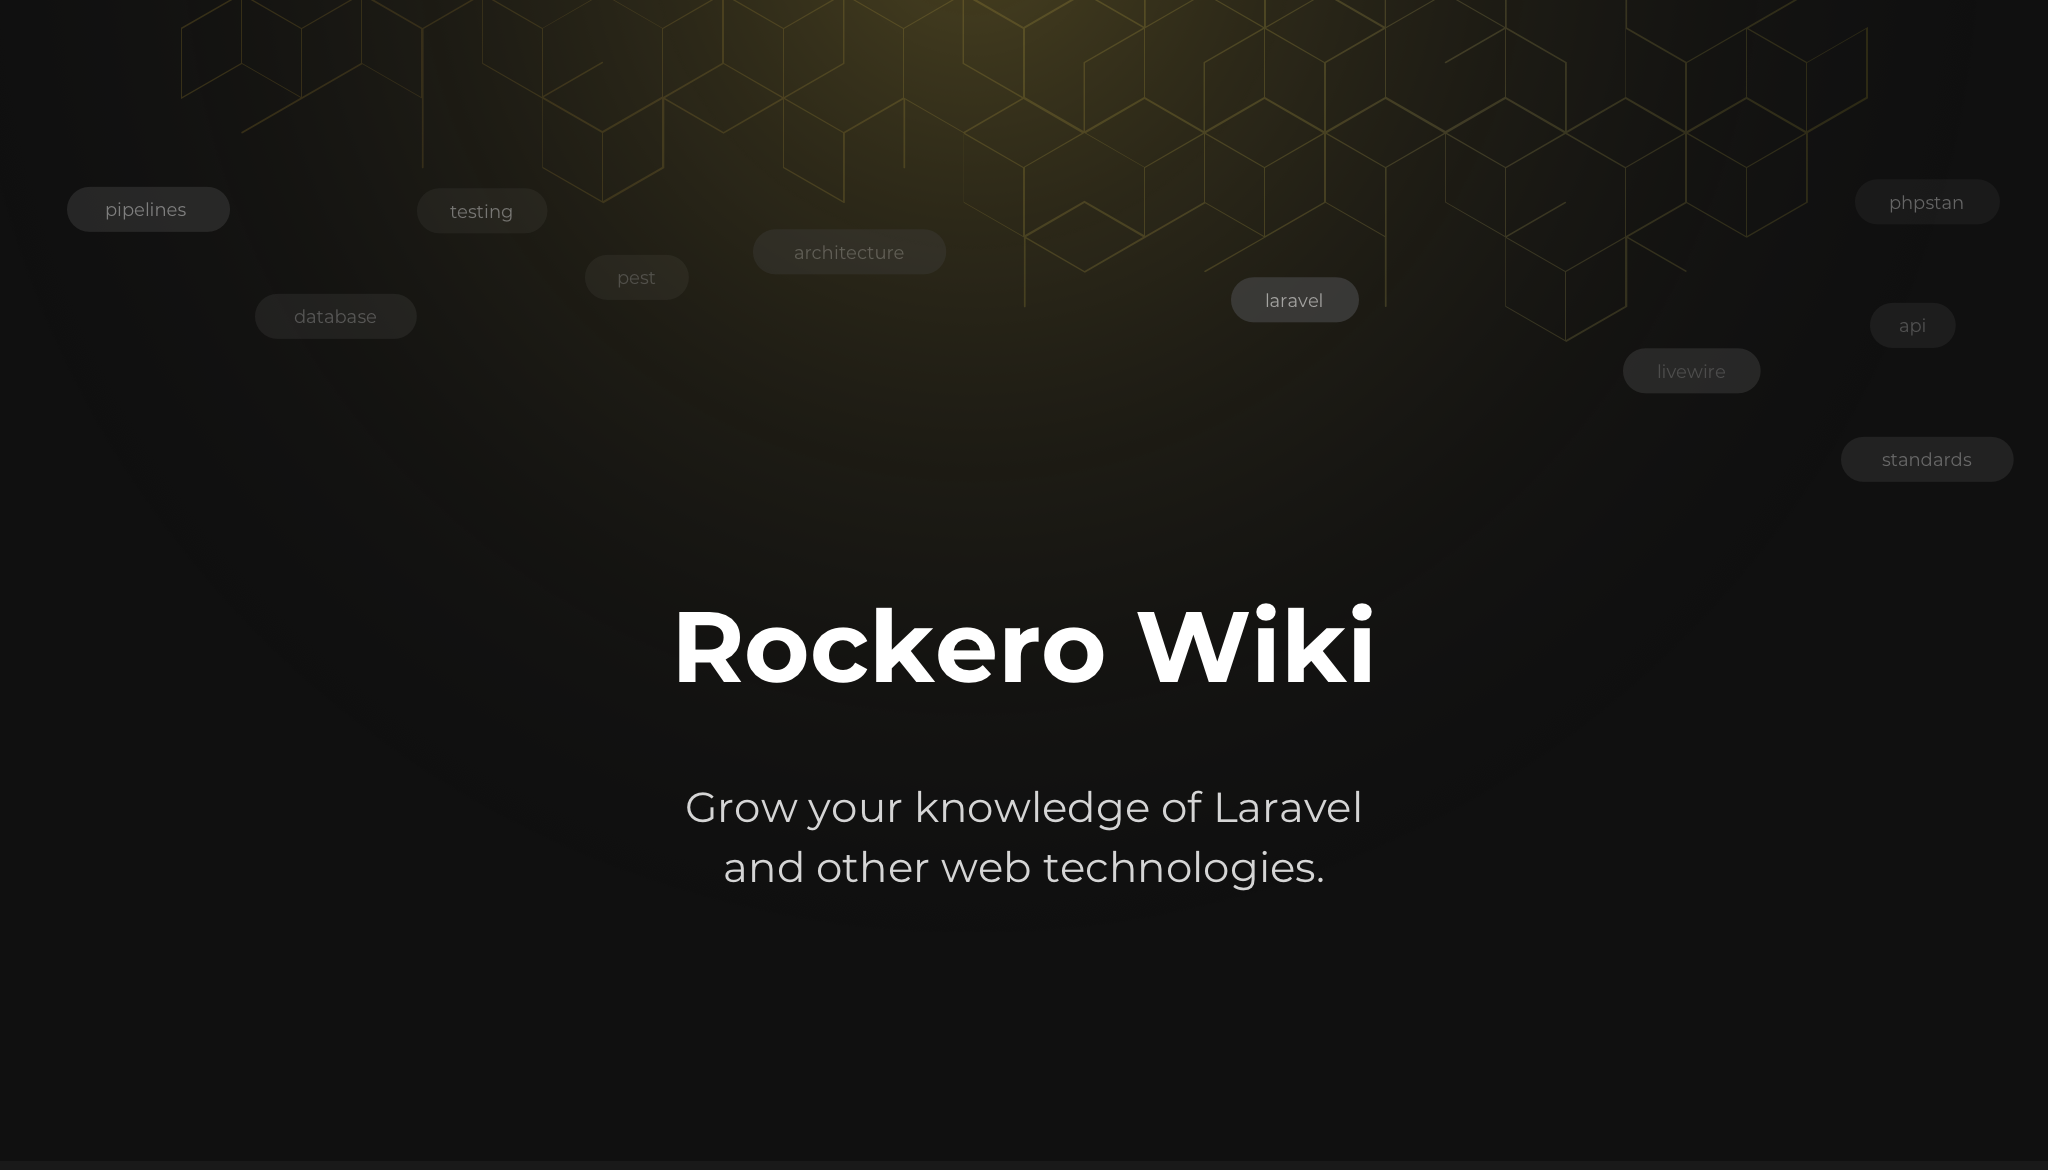 pipelines
testing
phpstan
architecture
pest
laravel
database
api
livewire
standards
Rockero Wiki
Grow your knowledge of Laravel
and other web technologies.